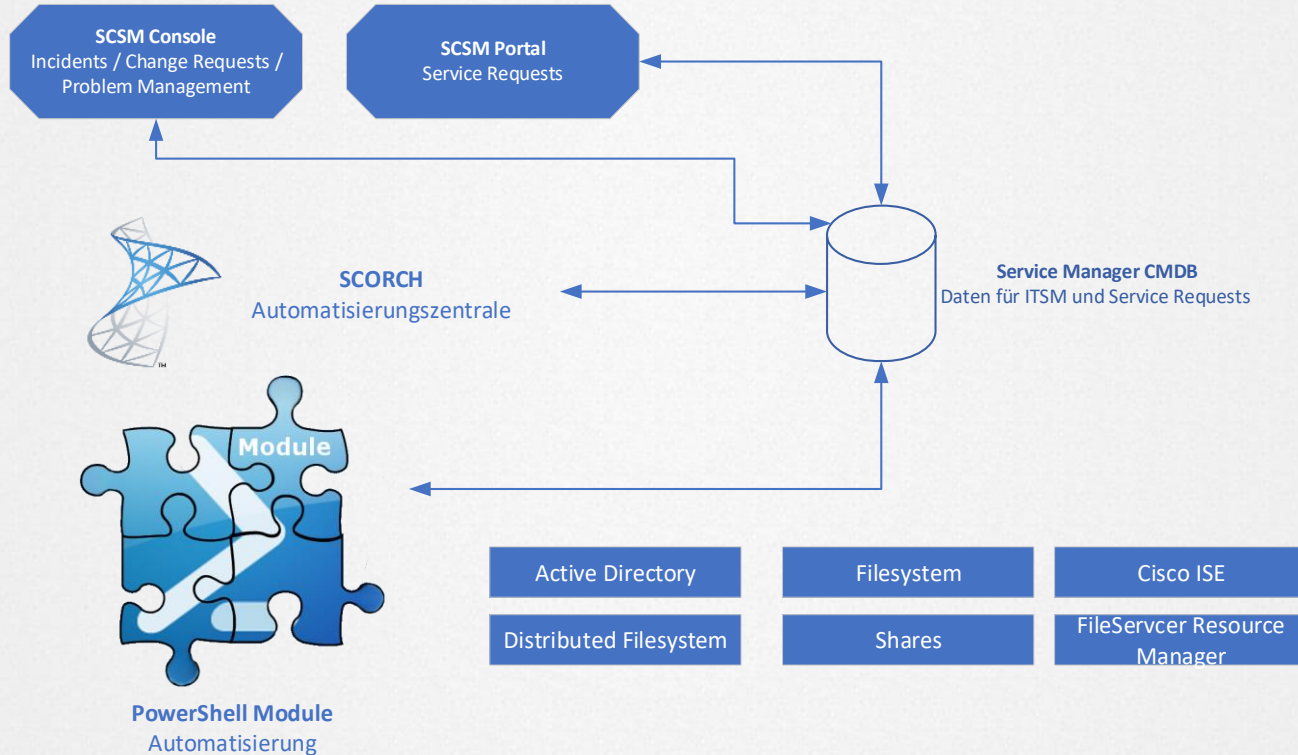 SCSM Console
Incidents / Change Requests /
Problem Management
SCSM Portal
Service Requests
SCORCH
Automatisierungszentrale
TM
Service Manager CMDB
Daten für ITSM und Service Requests
Module
PowerShell Module
Automatisierung
Active Directory
Filesystem
Cisco ISE
Distributed Filesystem
Shares
FileServcer Resource
Manager